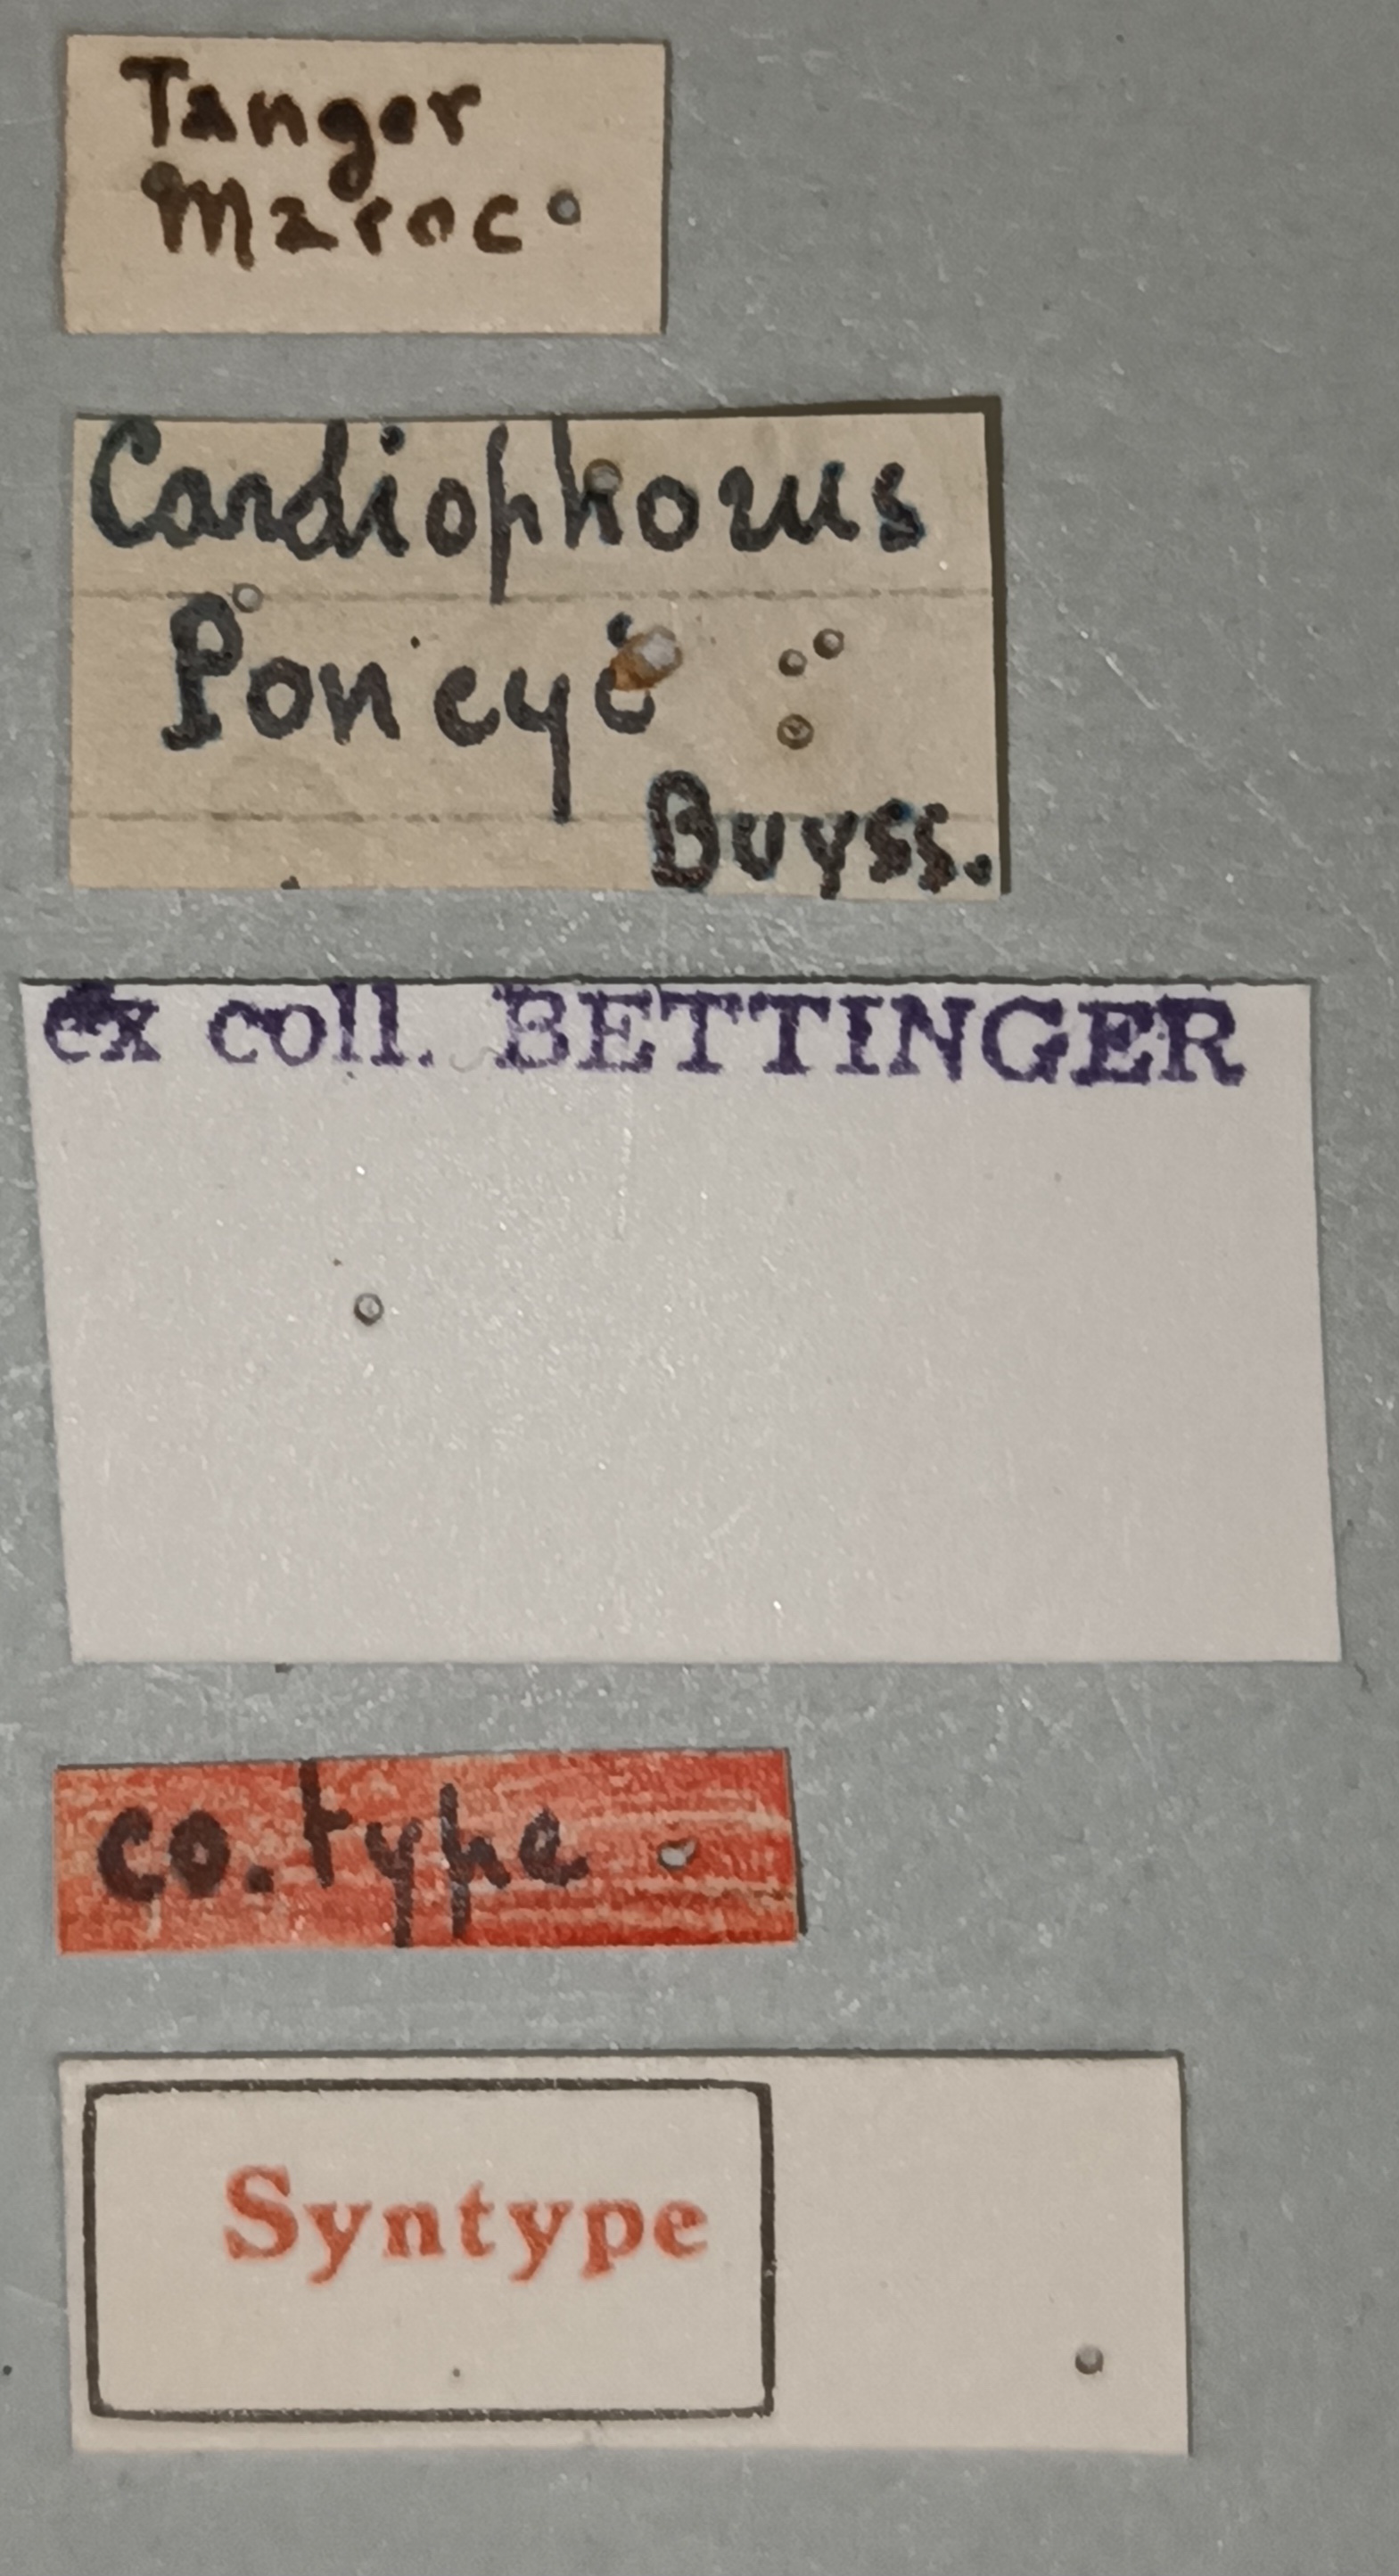 Tanger
Maroc
Cardiophorus
Poncyi
Buyss.
ex coll. BETTINGER
co.type
Syntype